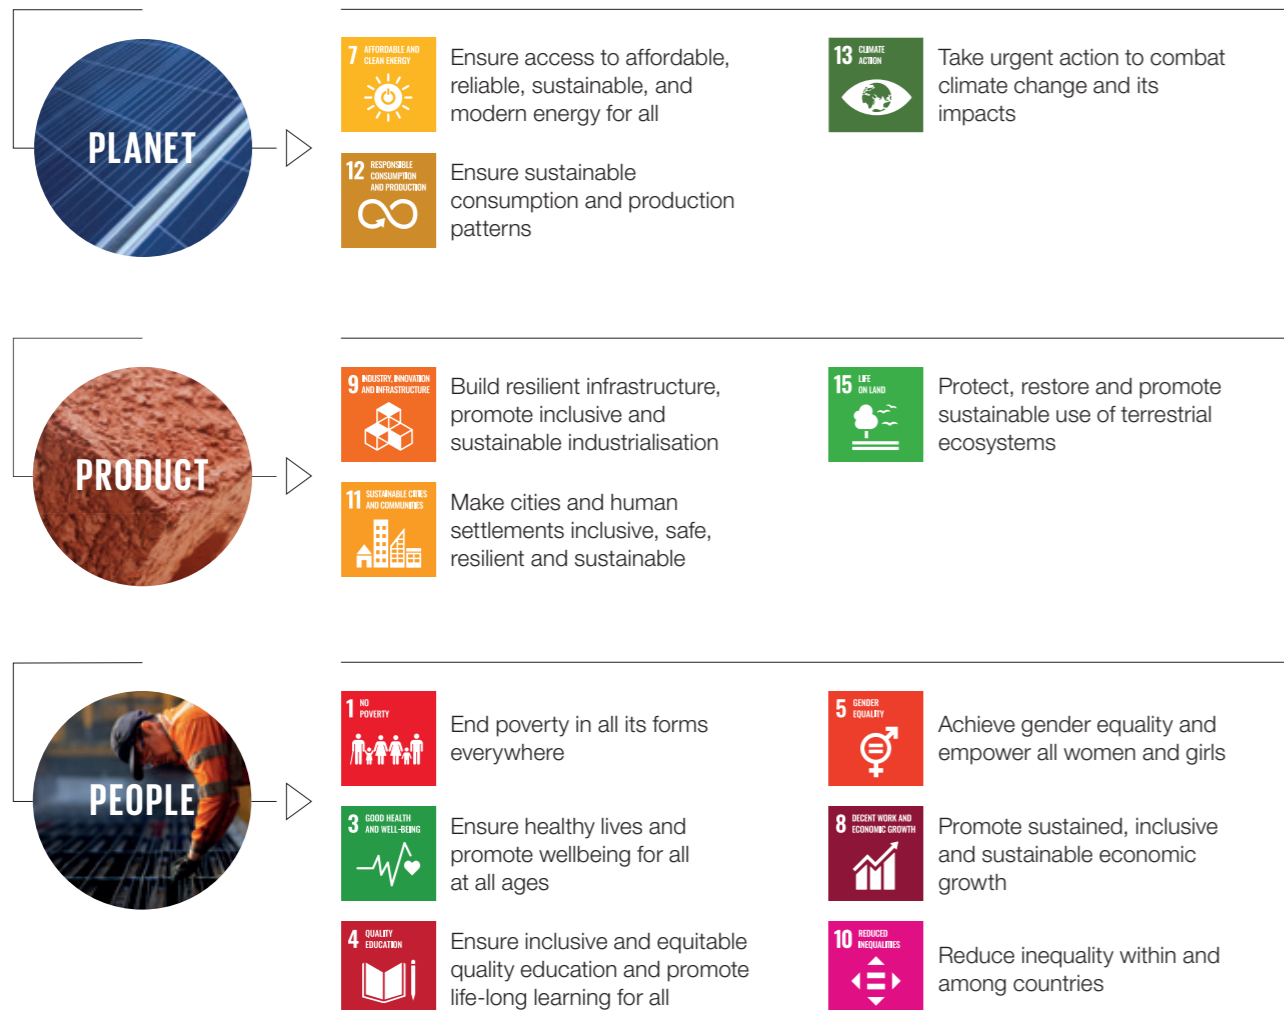 PLANET
7 AFFORDABLE AND
CLEAN ENERGY
Ensure access to affordable,
reliable, sustainable, and
modern energy for all
13 CLIMATE
ACTION
Take urgent action to combat
climate change and its
impacts
12 RESPONSIBLE
CONSUMPTION
AND PRODUCTION
Ensure sustainable
consumption and production
patterns
PRODUCT
9 INDUSTRY, INNOVATION
AND INFRASTRUCTURE
Build resilient infrastructure,
promote inclusive and
sustainable industrialisation
15 LIFE
ON LAND
Protect, restore and promote
sustainable use of terrestrial
ecosystems
11 SUSTAINABLE CITIES
AND COMMUNITIES
Make cities and human
settlements inclusive, safe,
resilient and sustainable
PEOPLE
1 NO
POVERTY
End poverty in all its forms
everywhere
5 GENDER
EQUALITY
Achieve gender equality and
empower all women and girls
3 GOOD HEALTH
AND WELL-BEING
Ensure healthy lives and
promote wellbeing for all
at all ages
8 DECENT WORK AND
ECONOMIC GROWTH
Promote sustained, inclusive
and sustainable economic
growth
4 QUALITY
EDUCATION
Ensure inclusive and equitable
quality education and promote
life-long learning for all
10 REDUCED
INEQUALITIES
Reduce inequality within and
among countries